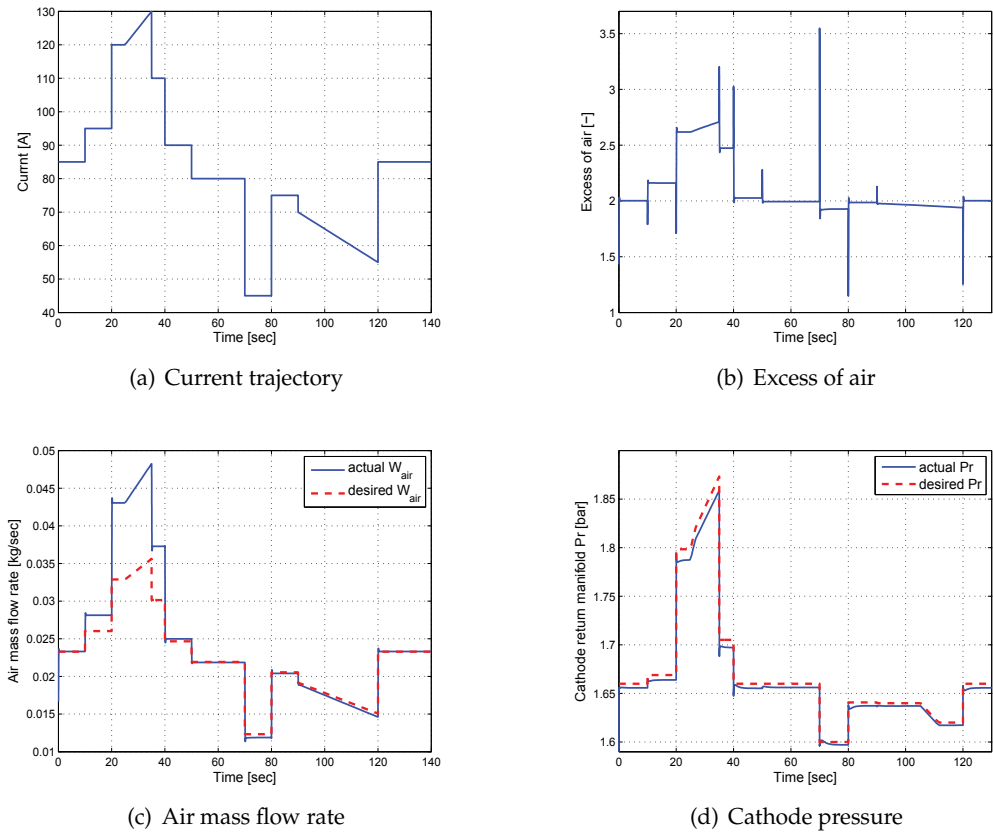 130
120
110
100
90
80
70
60
50
40
0 20 40 60 80 100 120 140
Currnt [A]
Time [sec]
(a) Current trajectory
3.5
3
2.5
2
1.5
1
0 20 40 60 80 100 120
Excess of air [−]
Time [sec]
(b) Excess of air
0.05
0.045
0.04
0.035
0.03
0.025
0.02
0.015
0.01
0 20 40 60 80 100 120 140
Air mass flow rate [kg/sec]
Time [sec]
actual Wair
desired Wair
(c) Air mass flow rate
1.85
1.8
1.75
1.7
1.65
1.6
0 20 40 60 80 100 120
Cathode return manifold Pr [bar]
Time [sec]
actual Pr
desired Pr
(d) Cathode pressure